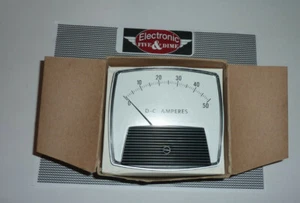 Electronic
FIVE & DIME
0 10 20 30 40 50
D-C AMPERES